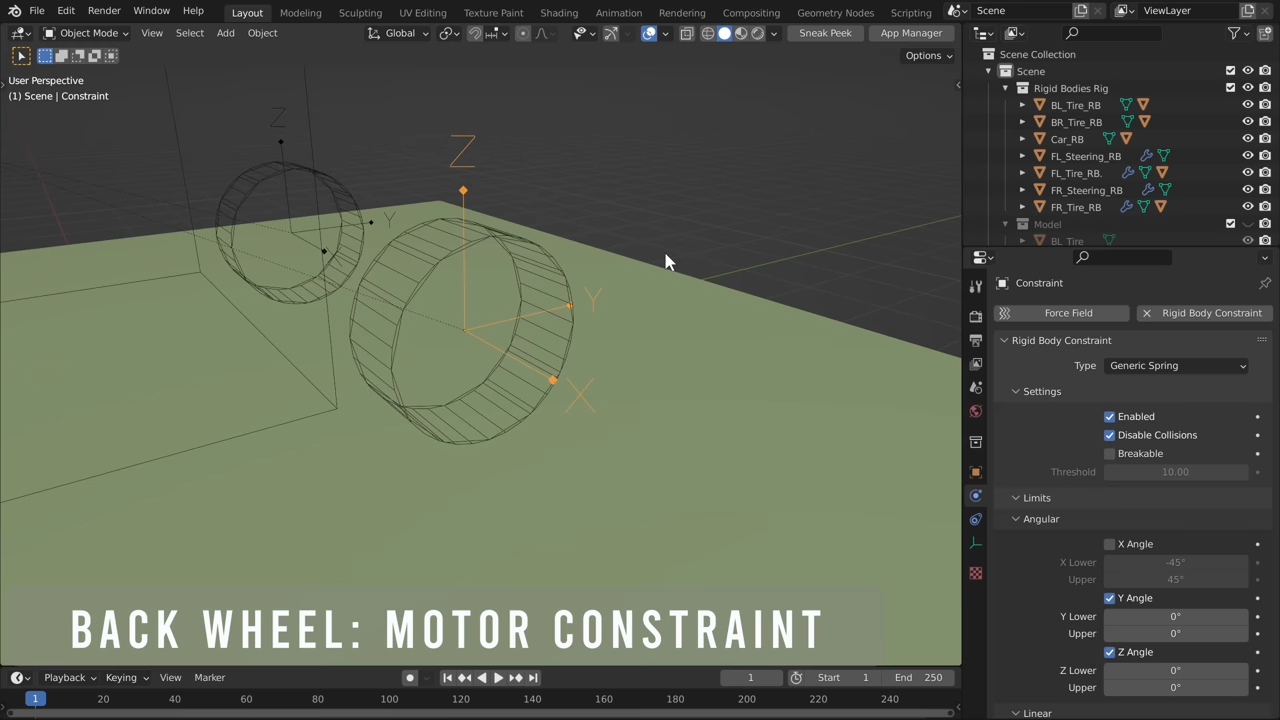 File Edit Render Window Help Layout Modeling Sculpting UV Editing Texture Paint Shading Animation Rendering Compositing Geometry Nodes Scripting Scene ViewLayer
Object Mode View Select Add Object Global Sneak Peek App Manager
Options
User Perspective
(1) Scene | Constraint
Z
Z
Y
Y
X
Scene Collection
Scene
Rigid Bodies Rig
BL_Tire_RB
BR_Tire_RB
Car_RB
FL_Steering_RB
FL_Tire_RB.
FR_Steering_RB
FR_Tire_RB
Model
BL_Tire
Constraint
Force Field Rigid Body Constraint
Rigid Body Constraint
Type Generic Spring
Settings
Enabled
Disable Collisions
Breakable
Threshold 10.00
Limits
Angular
X Angle
X Lower -45°
Upper 45°
Y Angle
Y Lower 0°
Upper 0°
Z Angle
Z Lower 0°
Upper 0°
Linear
BACK WHEEL: MOTOR CONSTRAINT
Playback Keying View Marker 1 Start 1 End 250
1 20 40 60 80 100 120 140 160 180 200 220 240